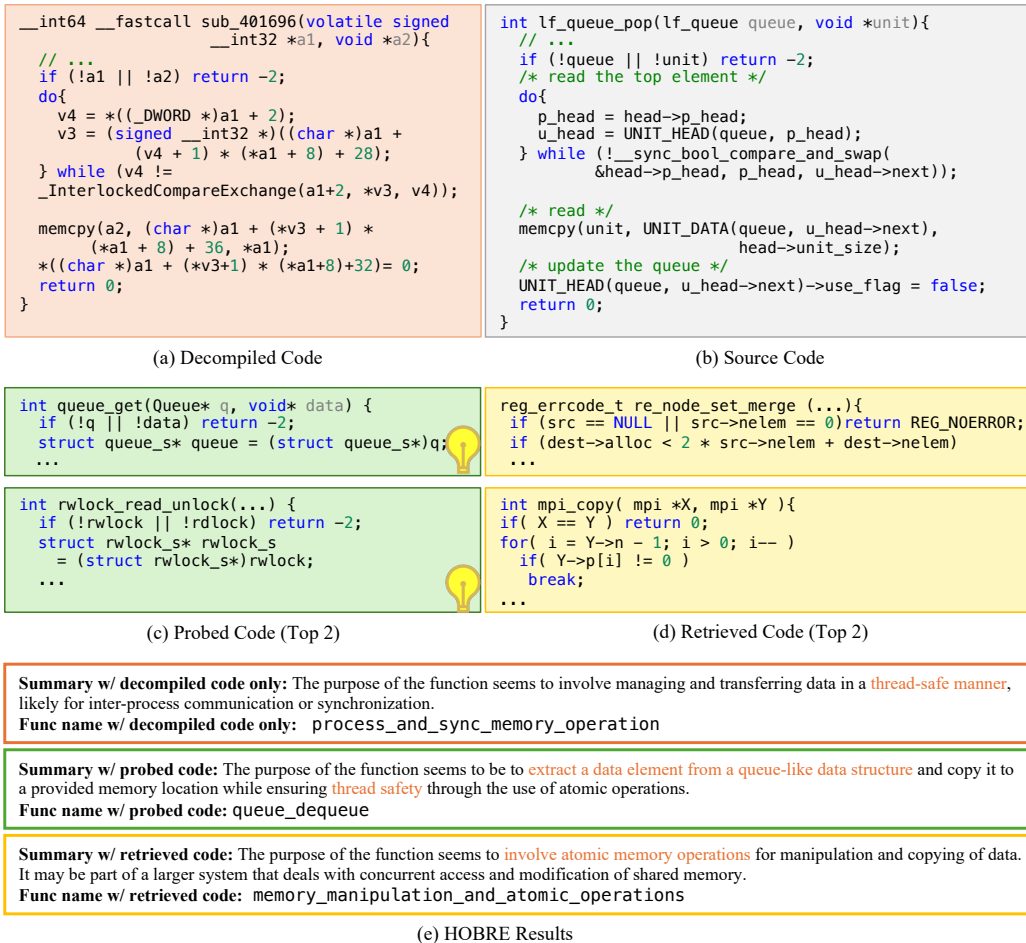 __int64 __fastcall sub_401696(volatile signed
__int32 *a1, void *a2){
// ...
if (!a1 || !a2) return -2;
do{
v4 = *((_DWORD *)a1 + 2);
v3 = (signed __int32 *)((char *)a1 +
(v4 + 1) * (*a1 + 8) + 28);
} while (v4 !=
_InterlockedCompareExchange(a1+2, *v3, v4));
memcpy(a2, (char *)a1 + (*v3 + 1) *
(*a1 + 8) + 36, *a1);
*((char *)a1 + (*v3+1) * (*a1+8)+32)= 0;
return 0;
}
(a) Decompiled Code
int lf_queue_pop(lf_queue queue, void *unit){
// ...
if (!queue || !unit) return -2;
/* read the top element */
do{
p_head = head->p_head;
u_head = UNIT_HEAD(queue, p_head);
} while (!__sync_bool_compare_and_swap(
&head->p_head, p_head, u_head->next));
/* read */
memcpy(unit, UNIT_DATA(queue, u_head->next),
head->unit_size);
/* update the queue */
UNIT_HEAD(queue, u_head->next)->use_flag = false;
return 0;
}
(b) Source Code
int queue_get(Queue* q, void* data) {
if (!q || !data) return -2;
struct queue_s* queue = (struct queue_s*)q;
...
int rwlock_read_unlock(...) {
if (!rwlock || !rdlock) return -2;
struct rwlock_s* rwlock_s
= (struct rwlock_s*)rwlock;
...
(c) Probed Code (Top 2)
reg_errcode_t re_node_set_merge (...){
if (src == NULL || src->nelem == 0)return REG_NOERROR;
if (dest->alloc < 2 * src->nelem + dest->nelem)
...
int mpi_copy( mpi *X, mpi *Y ){
if( X == Y ) return 0;
for( i = Y->n - 1; i > 0; i-- )
if( Y->p[i] != 0 )
break;
...
(d) Retrieved Code (Top 2)
Summary w/ decompiled code only: The purpose of the function seems to involve managing and transferring data in a thread-safe manner,
likely for inter-process communication or synchronization.
Func name w/ decompiled code only: process_and_sync_memory_operation
Summary w/ probed code: The purpose of the function seems to be to extract a data element from a queue-like data structure and copy it to
a provided memory location while ensuring thread safety through the use of atomic operations.
Func name w/ probed code: queue_dequeue
Summary w/ retrieved code: The purpose of the function seems to involve atomic memory operations for manipulation and copying of data.
It may be part of a larger system that deals with concurrent access and modification of shared memory.
Func name w/ retrieved code: memory_manipulation_and_atomic_operations
(e) HOBRE Results